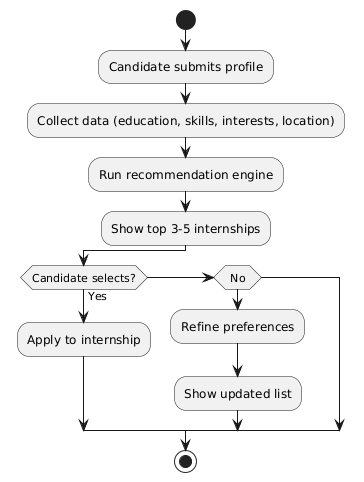 Candidate submits profile
Collect data (education, skills, interests, location)
Run recommendation engine
Show top 3-5 internships
Candidate selects?
No
Yes
Apply to internship
Refine preferences
Show updated list